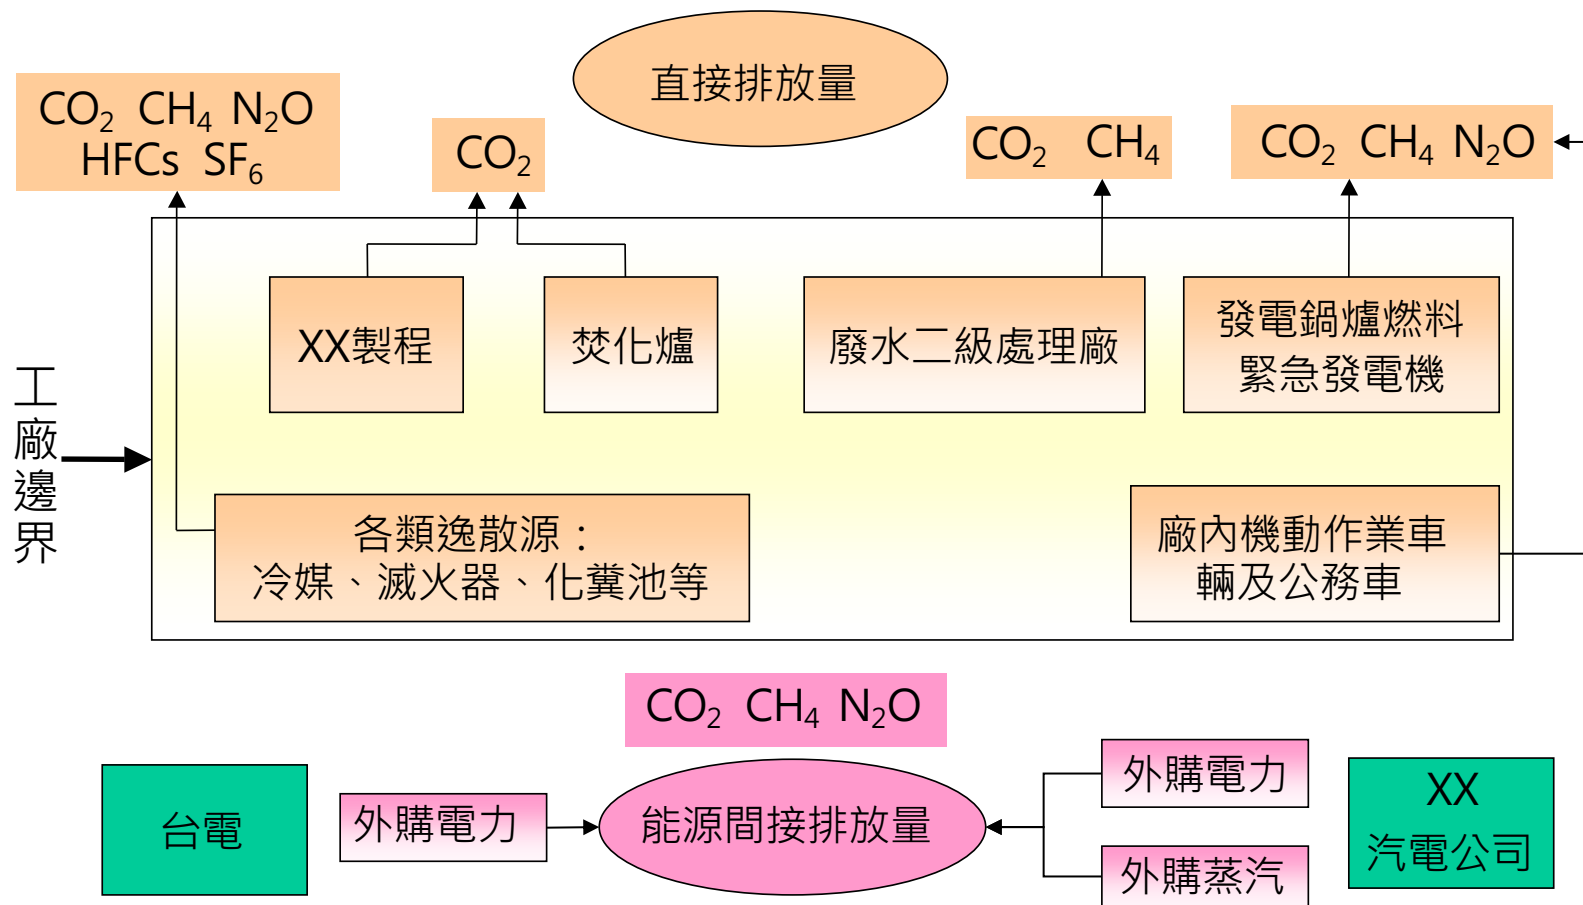 直接排放量
CO₂ CH₄ N₂O
HFCs SF₆
CO₂
CO₂ CH₄
CO₂ CH₄ N₂O
XX製程
焚化爐
廢水二級處理廠
發電鍋爐燃料
緊急發電機
工廠邊界
各類逸散源：
冷媒、滅火器、化糞池等
廠內機動作業車
輛及公務車
CO₂ CH₄ N₂O
台電
外購電力
能源間接排放量
外購電力
外購蒸汽
XX
汽電公司